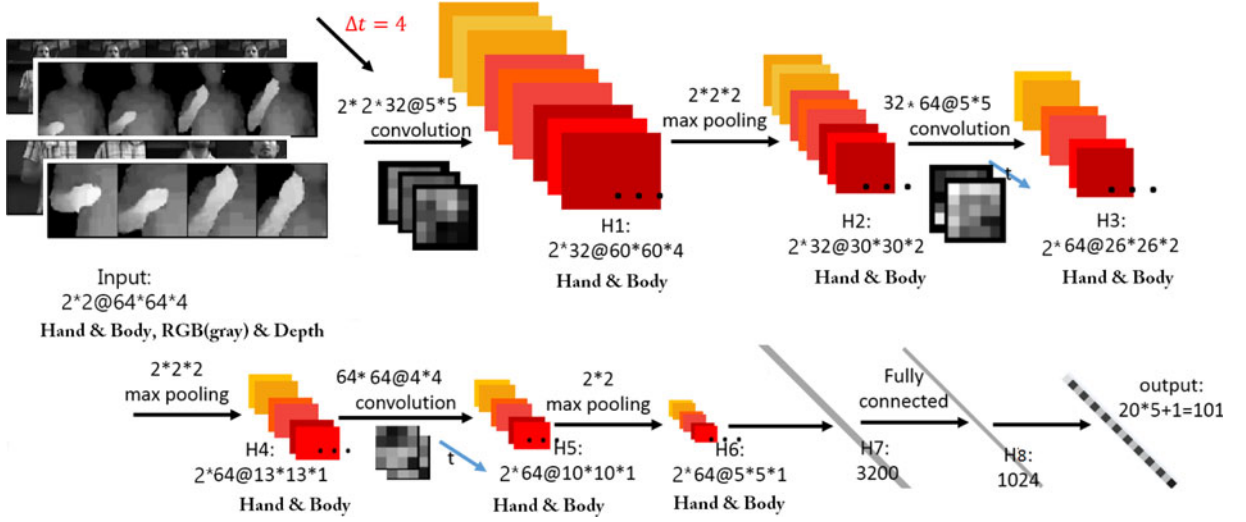 Δt = 4
2*2*32@5*5
convolution
2*2*2
max pooling
32*64@5*5
convolution
t
H1:
2*32@60*60*4
Hand & Body
H2:
2*32@30*30*2
Hand & Body
H3:
2*64@26*26*2
Hand & Body
Input:
2*2@64*64*4
Hand & Body, RGB(gray) & Depth
2*2*2
max pooling
H4:
2*64@13*13*1
Hand & Body
64*64@4*4
convolution
t
H5:
2*64@10*10*1
Hand & Body
2*2
max pooling
H6:
2*64@5*5*1
Hand & Body
H7:
3200
Fully
connected
H8:
1024
output:
20*5+1=101